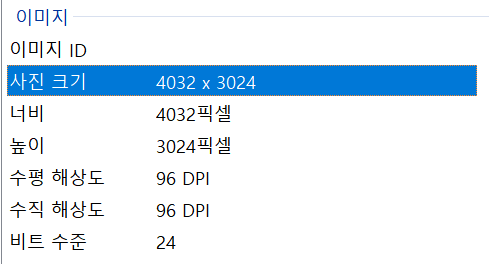 이미지
이미지 ID
사진 크기 4032 x 3024
너비 4032픽셀
높이 3024픽셀
수평 해상도 96 DPI
수직 해상도 96 DPI
비트 수준 24